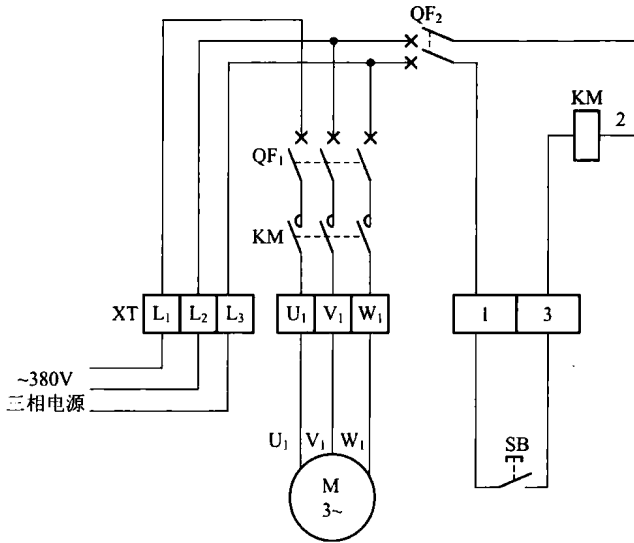 QF₂
KM
2
QF₁
KM
XT L₁ L₂ L₃ U₁ V₁ W₁ 1 3
~380V
三相电源
U₁ V₁ W₁
SB
M
3~